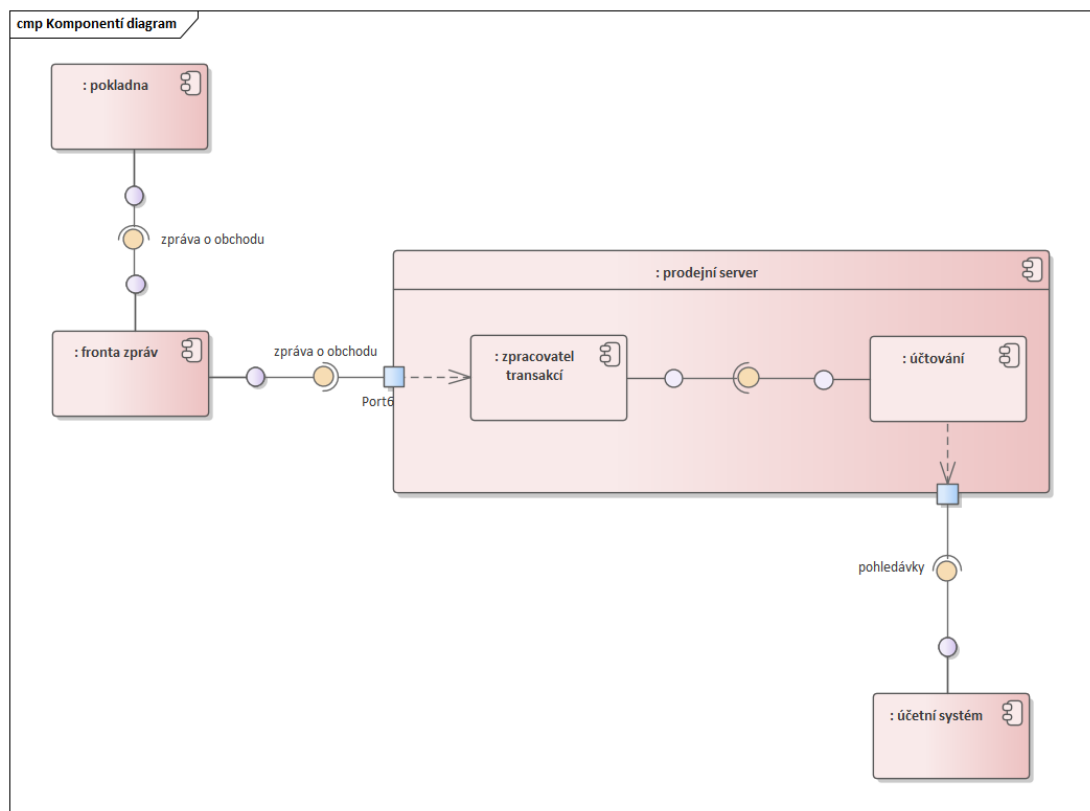 cmp Komponentí diagram
: pokladna
zpráva o obchodu
: prodejní server
: fronta zpráv
zpráva o obchodu
Port6
: zpracovatel
transakcí
: účtování
pohledávky
: účetní systém